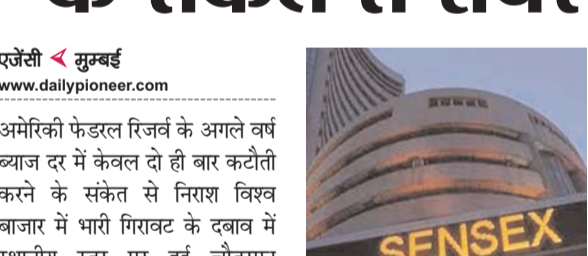 एजेंसी मुम्बई
www.dailypioneer.com
अमेरिकी फेडरल रिजर्व के अगले वर्ष
ब्याज दर में केवल दो ही बार कटौती
करने के संकेत से निराश विश्व
बाजार में भारी गिरावट के दबाव में
SENSEX